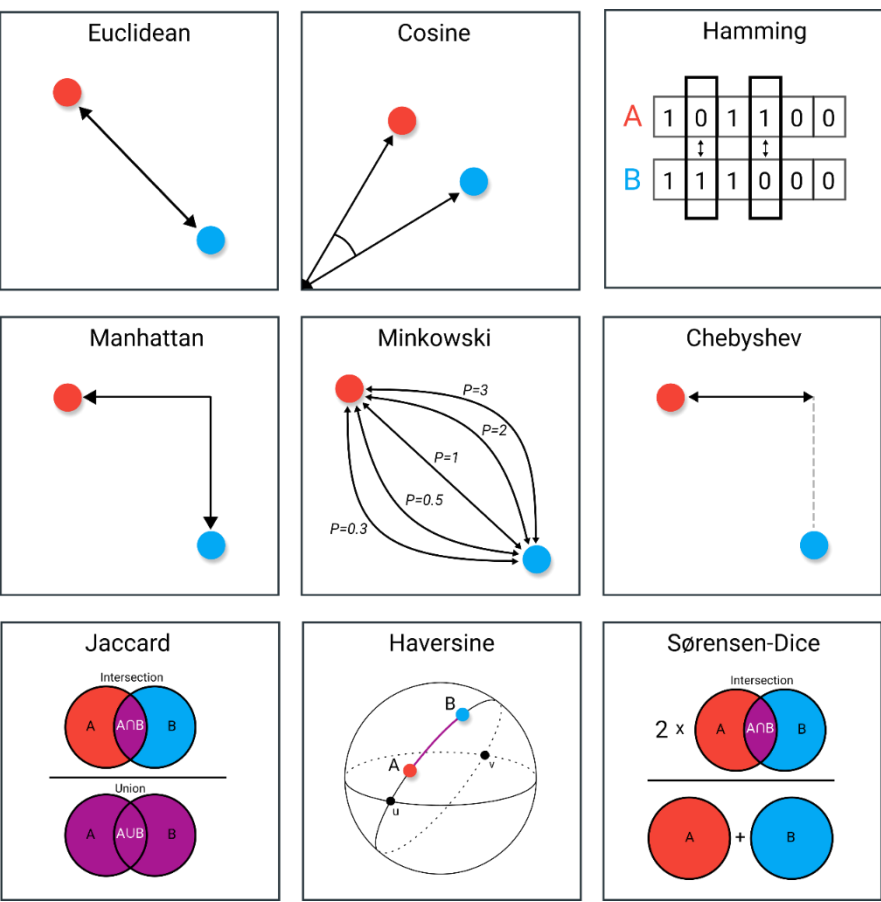 Euclidean
Cosine
Hamming
A 1 0 1 1 0 0
B 1 1 1 0 0 0
Manhattan
Minkowski
P=3
P=2
P=1
P=0.5
P=0.3
Chebyshev
Jaccard
Intersection
A A∩B B
Union
A A∪B B
Haversine
B
A
v
u
Sørensen-Dice
Intersection
2 x A A∩B B
A + B